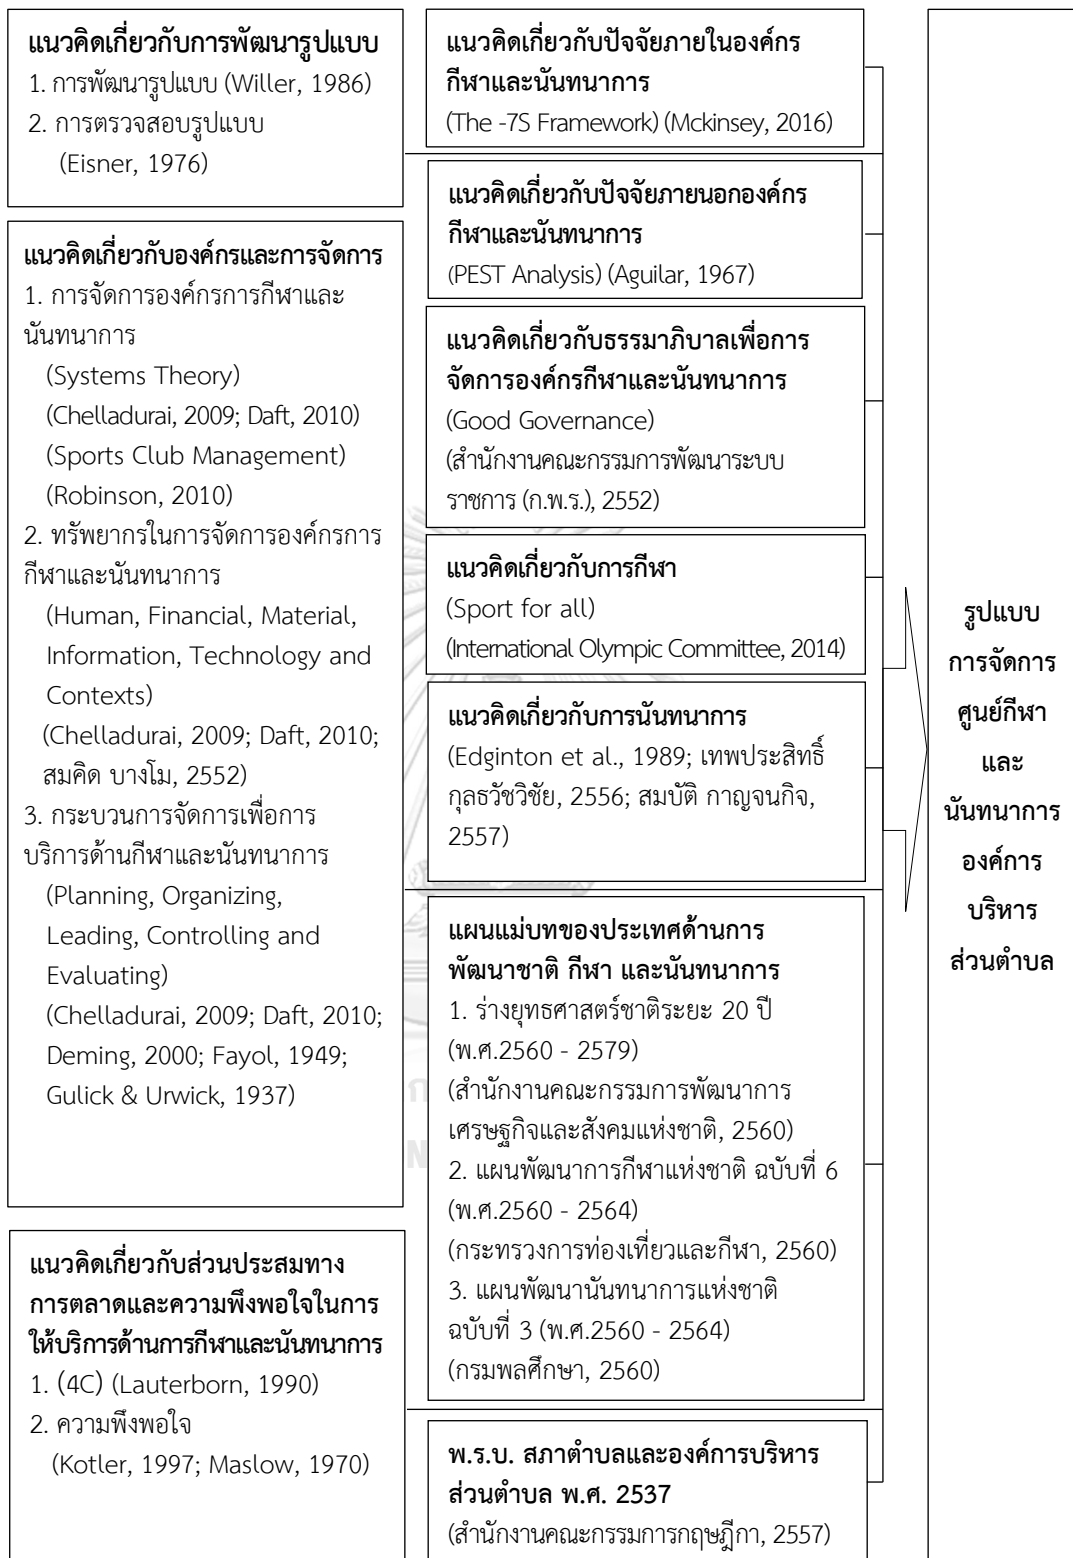 แนวคิดเกี่ยวกับการพัฒนารูปแบบ
1. การพัฒนารูปแบบ (Willer, 1986)
2. การตรวจสอบรูปแบบ
(Eisner, 1976)
แนวคิดเกี่ยวกับองค์กรและการจัดการ
1. การจัดการองค์กรการกีฬาและ
นันทนาการ
(Systems Theory)
(Chelladurai, 2009; Daft, 2010)
(Sports Club Management)
(Robinson, 2010)
2. ทรัพยากรในการจัดการองค์กรการ
กีฬาและนันทนาการ
(Human, Financial, Material,
Information, Technology and
Contexts)
(Chelladurai, 2009; Daft, 2010;
สมคิด บางโม, 2552)
3. กระบวนการจัดการเพื่อการ
บริการด้านกีฬาและนันทนาการ
(Planning, Organizing,
Leading, Controlling and
Evaluating)
(Chelladurai, 2009; Daft, 2010;
Deming, 2000; Fayol, 1949;
Gulick & Urwick, 1937)
แนวคิดเกี่ยวกับส่วนประสมทาง
การตลาดและความพึงพอใจในการ
ให้บริการด้านการกีฬาและนันทนาการ
1. (4C) (Lauterborn, 1990)
2. ความพึงพอใจ
(Kotler, 1997; Maslow, 1970)
แนวคิดเกี่ยวกับปัจจัยภายในองค์กร
กีฬาและนันทนาการ
(The -7S Framework) (Mckinsey, 2016)
แนวคิดเกี่ยวกับปัจจัยภายนอกองค์กร
กีฬาและนันทนาการ
(PEST Analysis) (Aguilar, 1967)
แนวคิดเกี่ยวกับธรรมาภิบาลเพื่อการ
จัดการองค์กรกีฬาและนันทนาการ
(Good Governance)
(สำนักงานคณะกรรมการพัฒนาระบบ
ราชการ (ก.พ.ร.), 2552)
แนวคิดเกี่ยวกับการกีฬา
(Sport for all)
(International Olympic Committee, 2014)
แนวคิดเกี่ยวกับการนันทนาการ
(Edginton et al., 1989; เทพประสิทธิ์
กุลธวัชวิชัย, 2556; สมบัติ กาญจนกิจ,
2557)
แผนแม่บทของประเทศด้านการ
พัฒนาชาติ กีฬา และนันทนาการ
1. ร่างยุทธศาสตร์ชาติระยะ 20 ปี
(พ.ศ.2560 - 2579)
(สำนักงานคณะกรรมการพัฒนาการ
เศรษฐกิจและสังคมแห่งชาติ, 2560)
2. แผนพัฒนาการกีฬาแห่งชาติ ฉบับที่ 6
(พ.ศ.2560 - 2564)
(กระทรวงการท่องเที่ยวและกีฬา, 2560)
3. แผนพัฒนานันทนาการแห่งชาติ
ฉบับที่ 3 (พ.ศ.2560 - 2564)
(กรมพลศึกษา, 2560)
พ.ร.บ. สภาตำบลและองค์การบริหาร
ส่วนตำบล พ.ศ. 2537
(สำนักงานคณะกรรมการกฤษฎีกา, 2557)
รูปแบบ
การจัดการ
ศูนย์กีฬา
และ
นันทนาการ
องค์การ
บริหาร
ส่วนตำบล